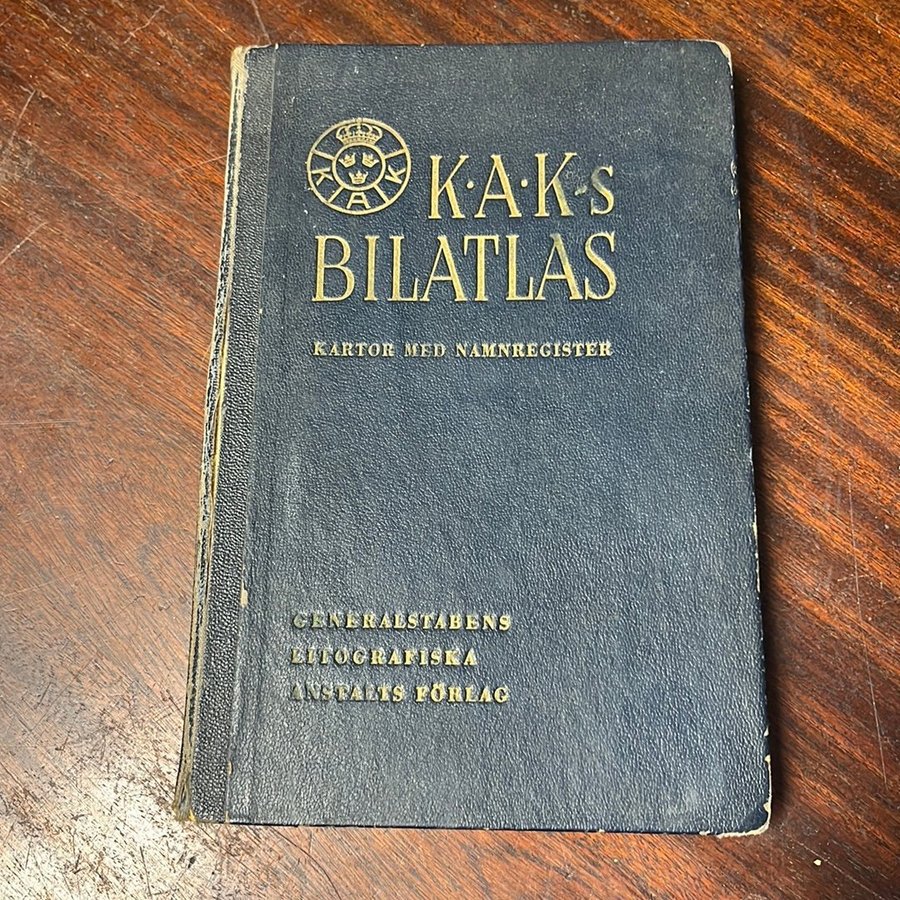 K A K
K·A·K-s
BILATLAS
KARTOR MED NAMNREGISTER
GENERALSTABENS
LITOGRAFISKA
ANSTALTS FÖRLAG